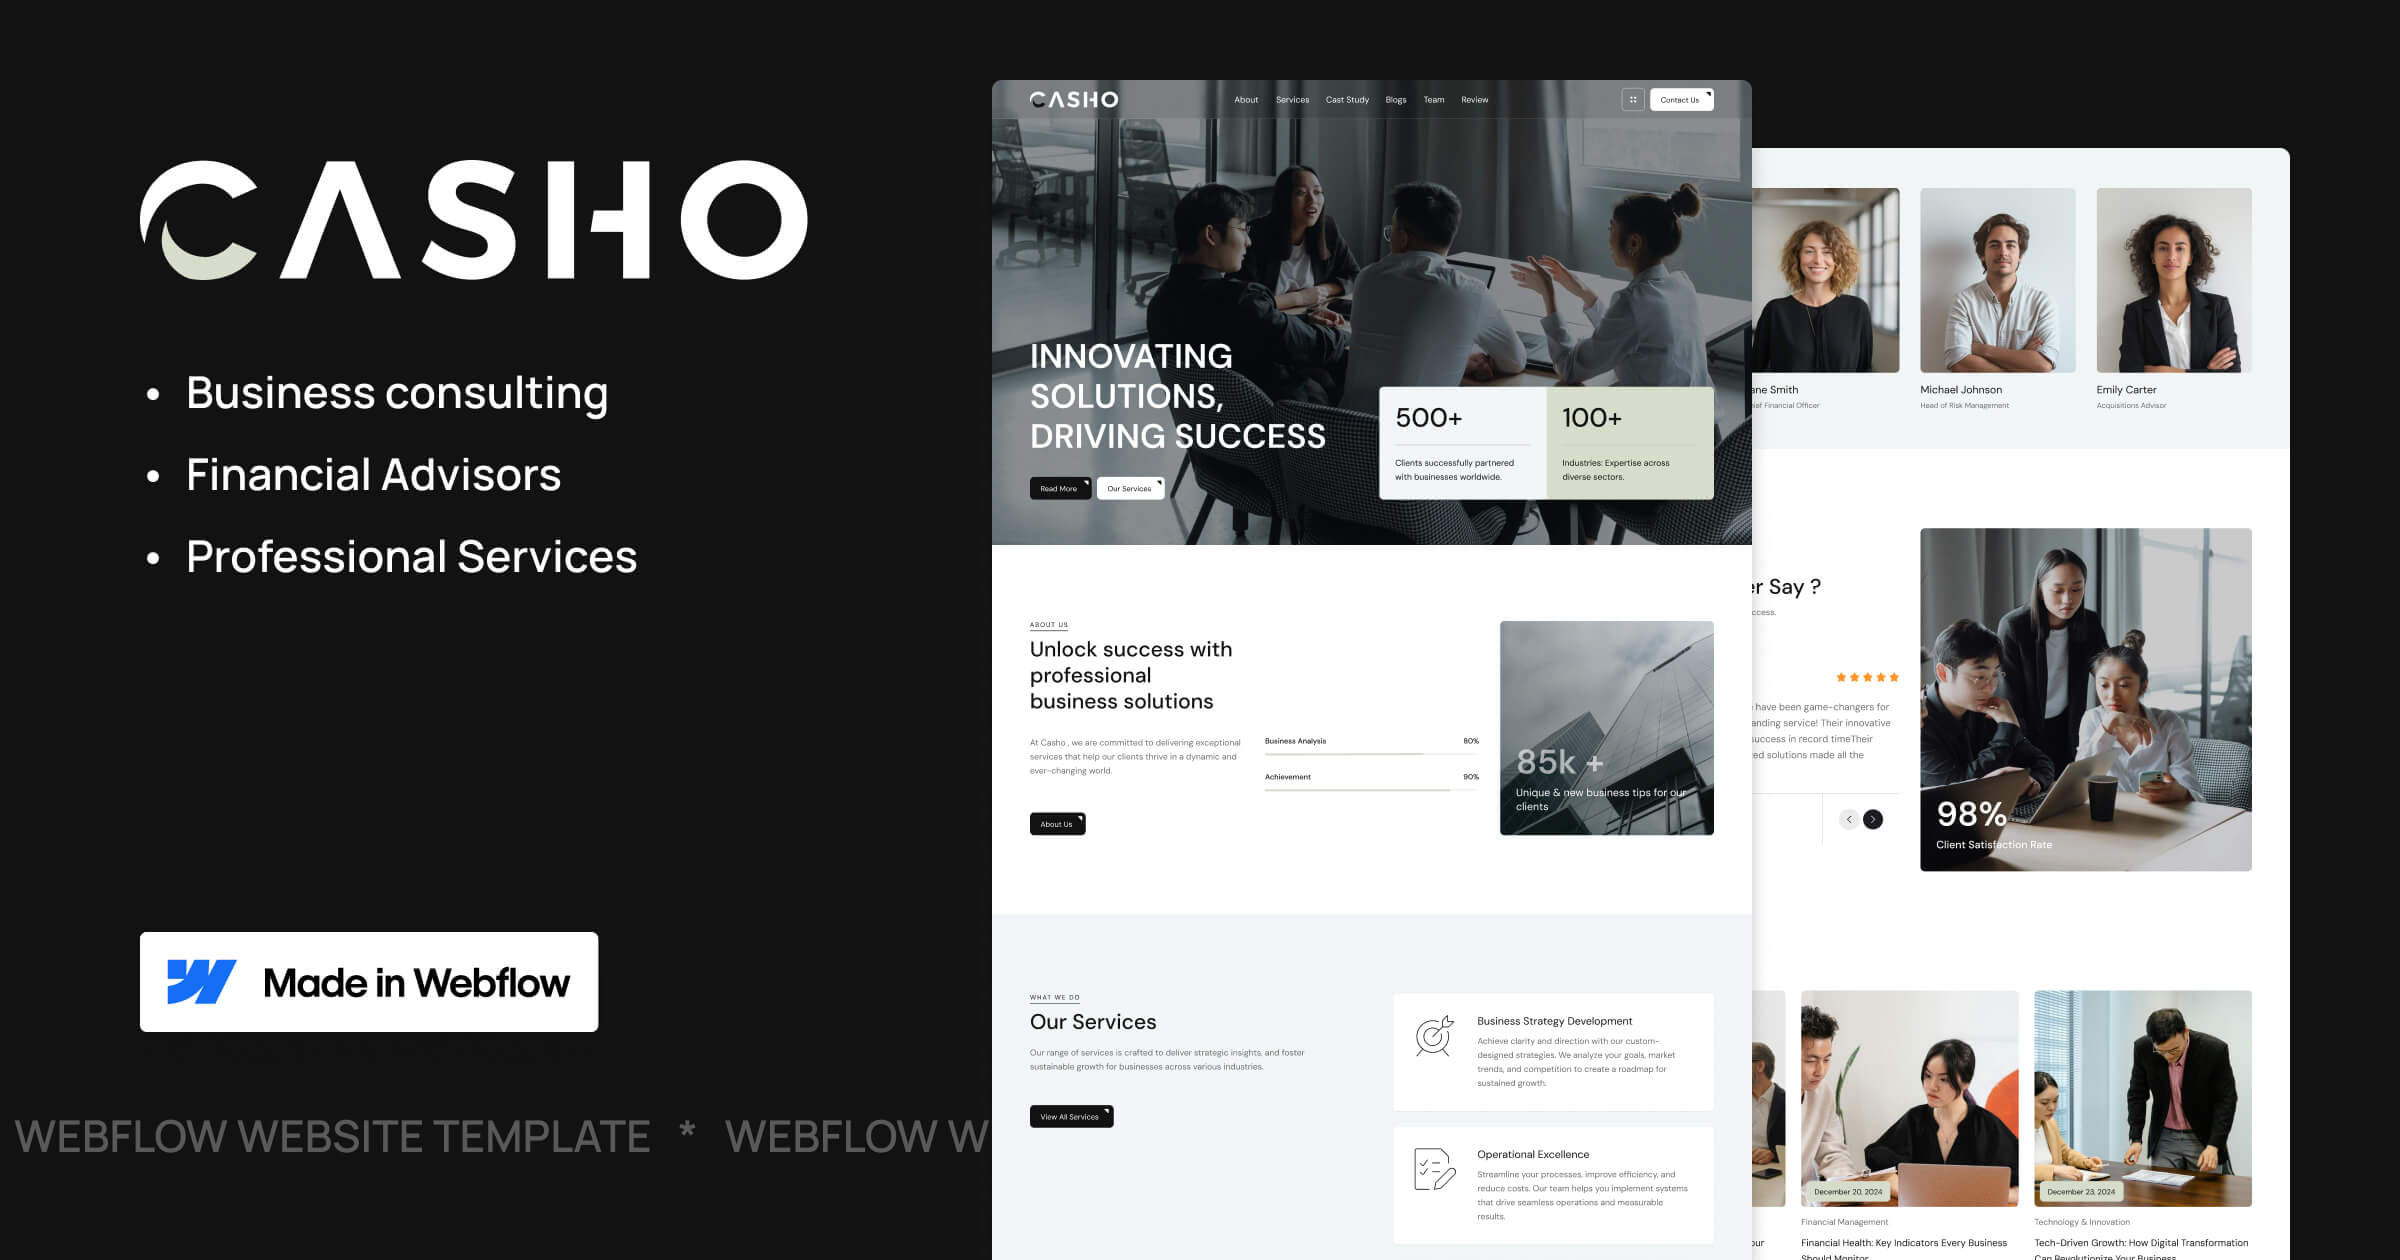 CASHO
• Business consulting
• Financial Advisors
• Professional Services
Made in Webflow
WEBFLOW WEBSITE TEMPLATE * WEBFLOW W
CASHO
About Services Cast Study Blogs Team Review
Contact Us
INNOVATING
SOLUTIONS,
DRIVING SUCCESS
Read More
Our Services
500+
Clients successfully partnered
with businesses worldwide.
100+
Industries: Expertise across
diverse sectors.
ABOUT US
Unlock success with
professional
business solutions
At Casho , we are committed to delivering exceptional
services that help our clients thrive in a dynamic and
ever-changing world.
About Us
Business Analysis 80%
Achievement 90%
85k +
Unique & new business tips for our
clients
WHAT WE DO
Our Services
Our range of services is crafted to deliver strategic insights, and foster
sustainable growth for businesses across various industries.
View All Services
Business Strategy Development
Achieve clarity and direction with our custom-
designed strategies. We analyze your goals, market
trends, and competition to create a roadmap for
sustained growth.
Operational Excellence
Streamline your processes, improve efficiency, and
reduce costs. Our team helps you implement systems
that drive seamless operations and measurable
results.
ane Smith
Financial Officer
Michael Johnson
Head of Risk Management
Emily Carter
Acquisitions Advisor
er Say ?
ccess.
have been game-changers for
anding service! Their innovative
success in record timeTheir
ed solutions made all the
98%
Client Satisfaction Rate
December 20, 2024
Financial Management
Financial Health: Key Indicators Every Business
Should Monitor
December 23, 2024
Technology & Innovation
Tech-Driven Growth: How Digital Transformation
Can Revolutionize Your Business
our